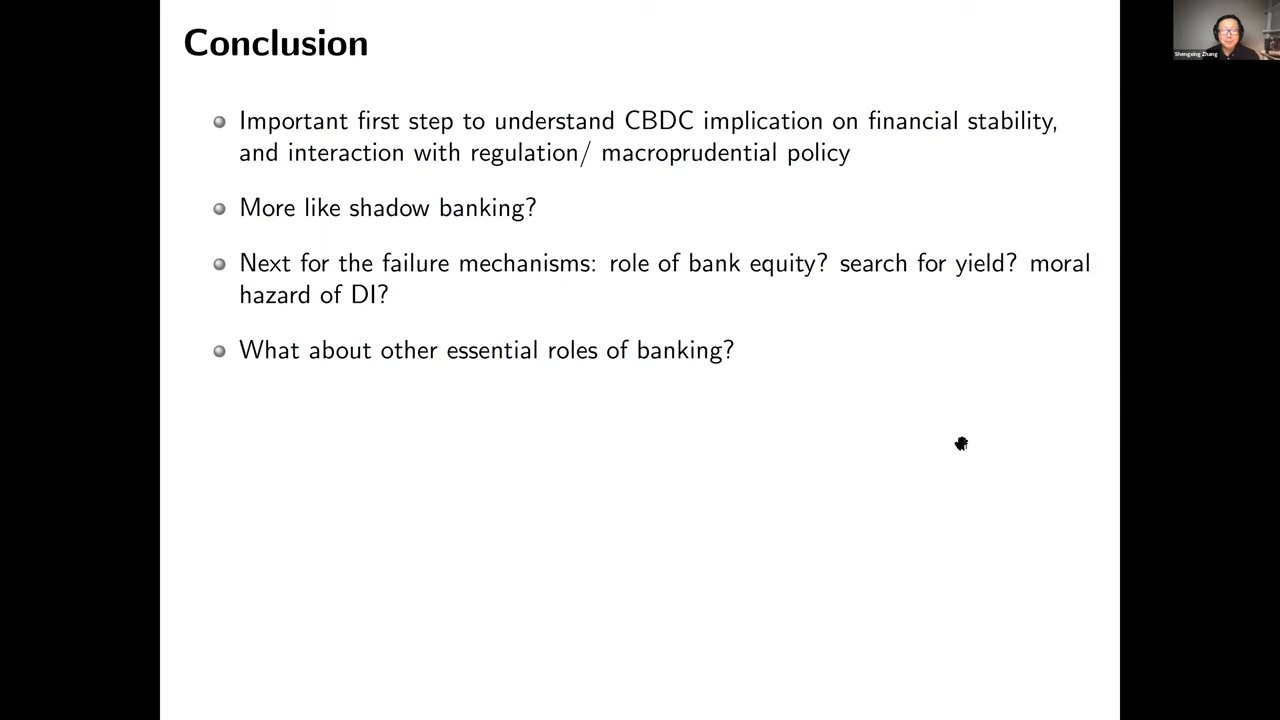 Conclusion
Shengxing Zhang
Important first step to understand CBDC implication on financial stability,
and interaction with regulation/ macroprudential policy
More like shadow banking?
Next for the failure mechanisms: role of bank equity? search for yield? moral
hazard of DI?
What about other essential roles of banking?